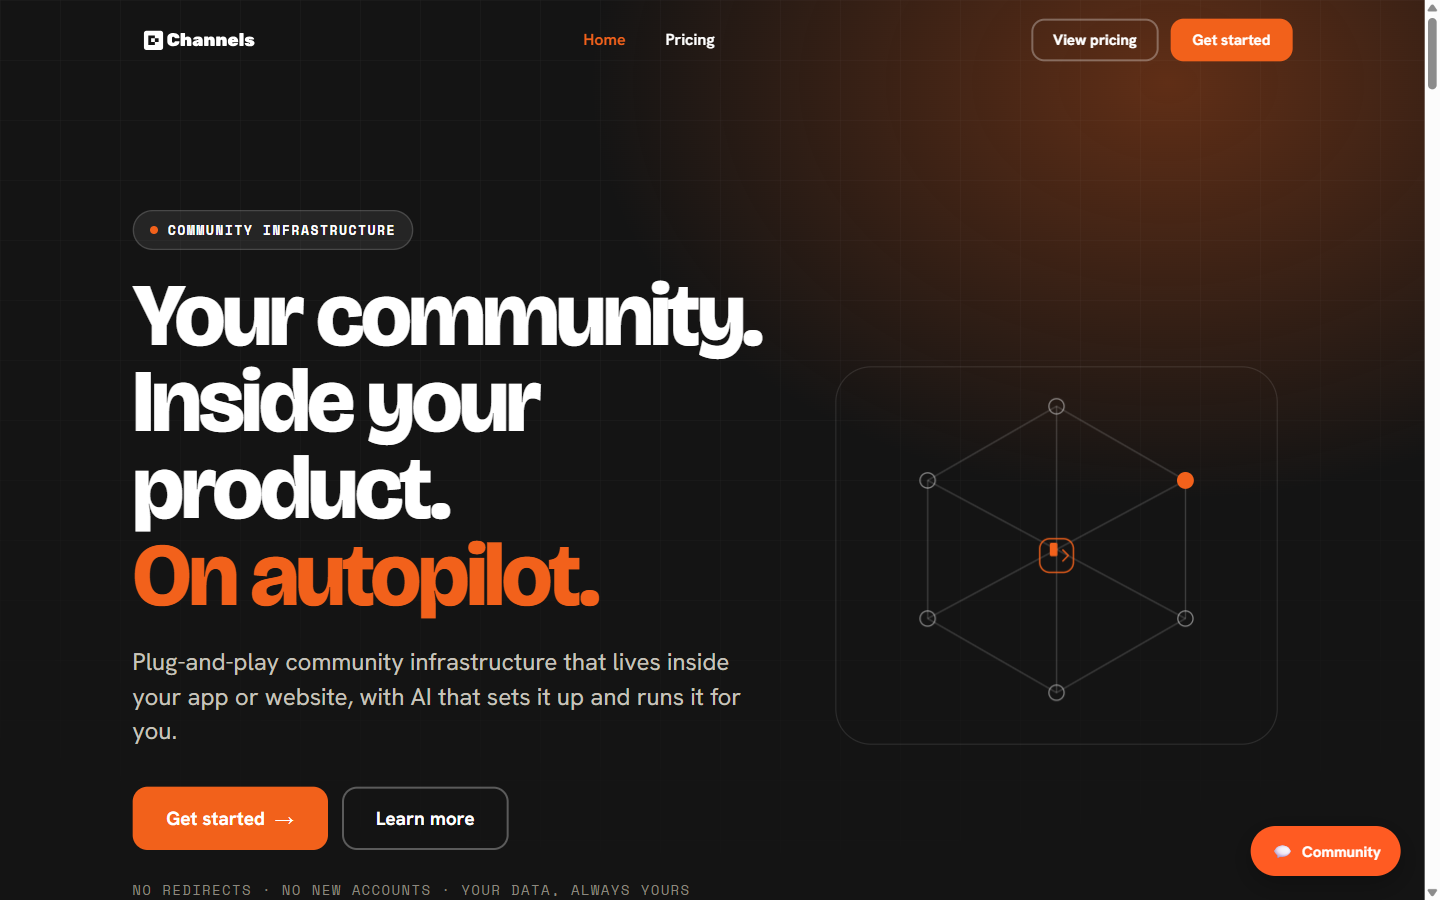 Channels
Home
Pricing
View pricing
Get started
COMMUNITY INFRASTRUCTURE
Your community.
Inside your
product.
On autopilot.
Plug-and-play community infrastructure that lives inside
your app or website, with AI that sets it up and runs it for
you.
Get started →
Learn more
NO REDIRECTS · NO NEW ACCOUNTS · YOUR DATA, ALWAYS YOURS
Community